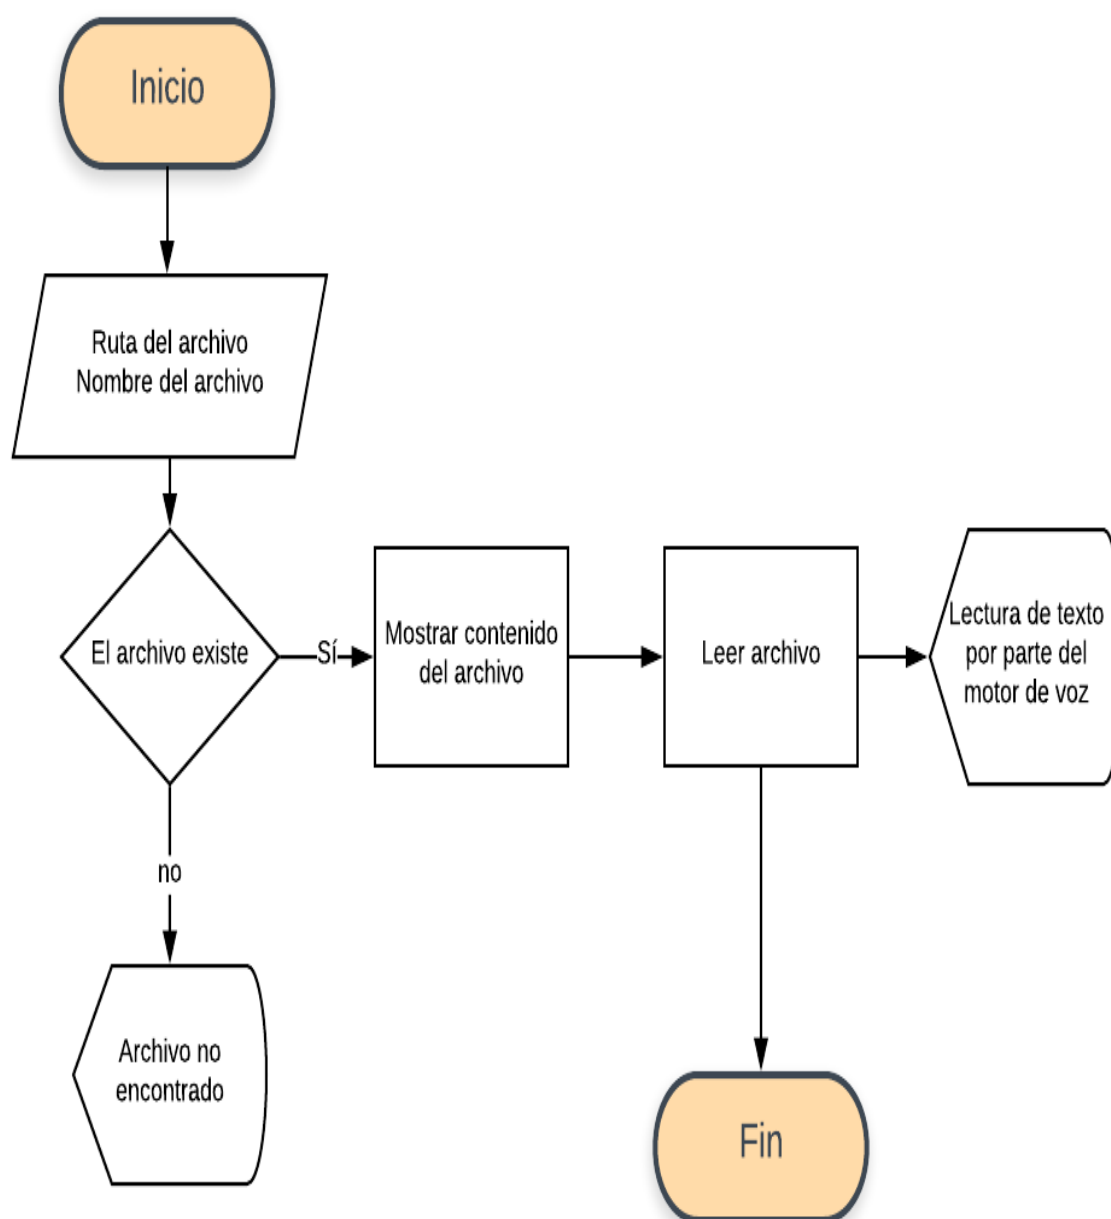 Inicio
Ruta del archivo
Nombre del archivo
El archivo existe
Sí
Mostrar contenido
del archivo
Leer archivo
Lectura de texto
por parte del
motor de voz
no
Archivo no
encontrado
Fin